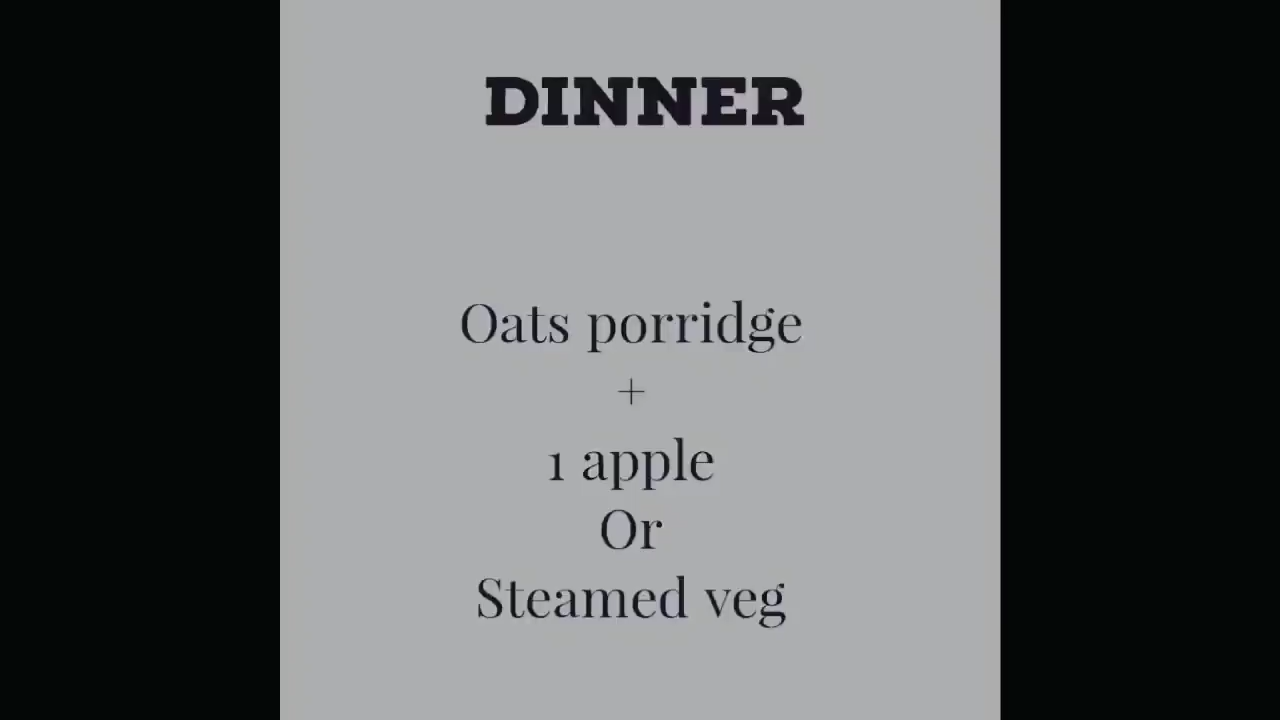 DINNER
Oats porridge
+
1 apple
Or
Steamed veg